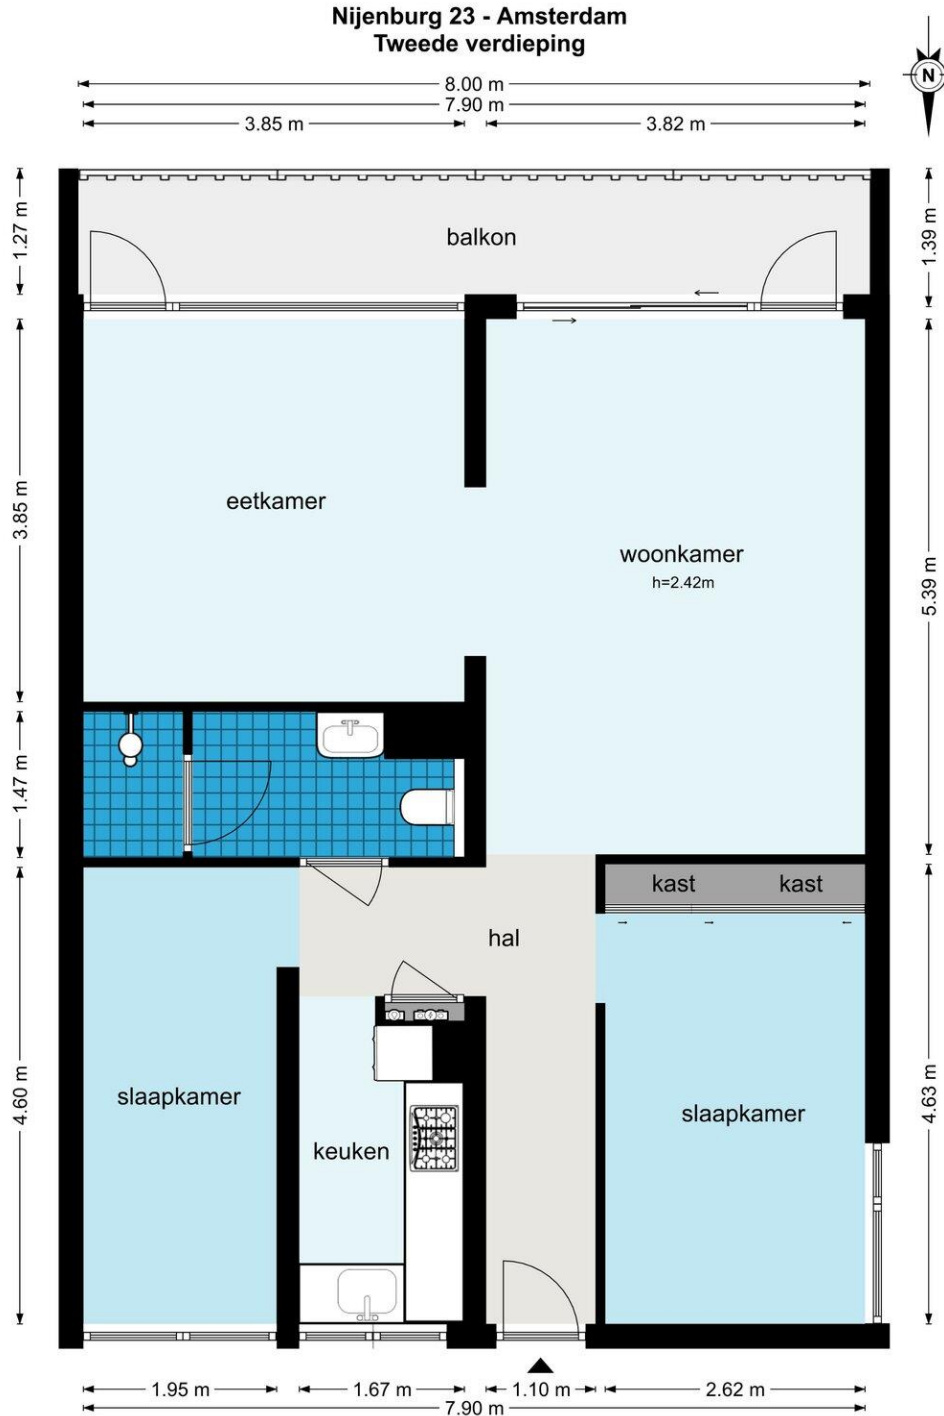 Nijenburg 23 - Amsterdam
Tweede verdieping
N
8.00 m
7.90 m
3.85 m
3.82 m
1.27 m
1.39 m
balkon
3.85 m
eetkamer
woonkamer
h=2.42m
5.39 m
1.47 m
kast
kast
hal
4.60 m
slaapkamer
keuken
slaapkamer
4.63 m
1.95 m
1.67 m
1.10 m
2.62 m
7.90 m